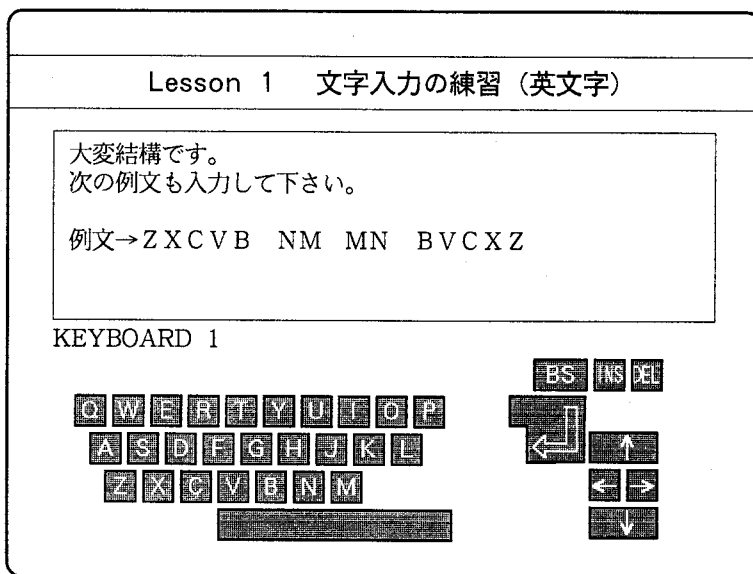 Lesson 1 文字入力の練習（英文字）
大変結構です。
次の例文も入力して下さい。
例文→ZXCVB NM MN BVCXZ
KEYBOARD 1
BS INS DEL
Q W E R T Y U I O P
A S D F G H J K L ↑
Z X C V B N M ← →
↓